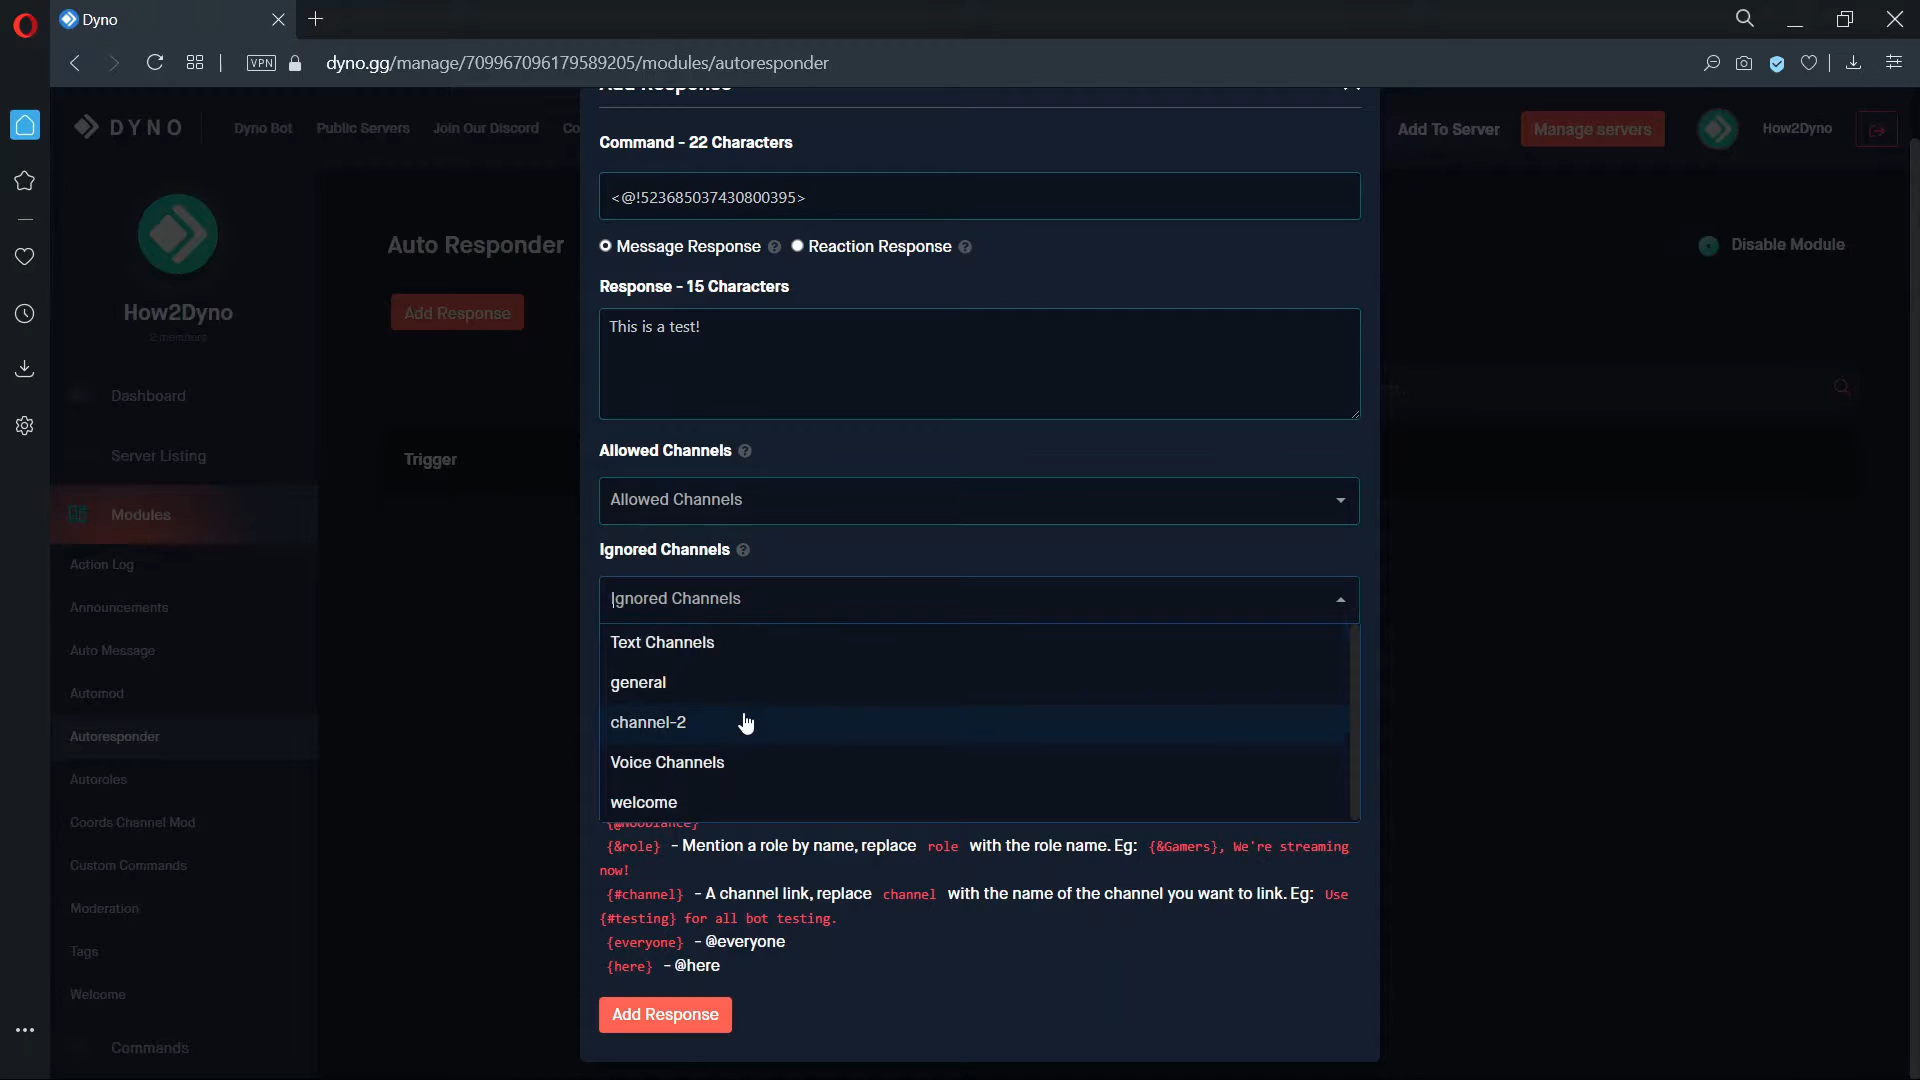 Dyno
VPN
dyno.gg/manage/709967096179589205/modules/autoresponder
DYNO
Dyno Bot
Public Servers
Join Our Discord
Co
Add To Server
Manage servers
How2Dyno
How2Dyno
2 members
Dashboard
Server Listing
Modules
Action Log
Announcements
Auto Message
Automod
Autoresponder
Autoroles
Coords Channel Mod
Custom Commands
Moderation
Tags
Welcome
Commands
Auto Responder
Disable Module
Add Response
Trigger
Add Response
Command - 22 Characters
<@!523685037430800395>
Message Response ? Reaction Response ?
Response - 15 Characters
This is a test!
Allowed Channels ?
Allowed Channels
Ignored Channels ?
Ignored Channels
Text Channels
general
channel-2
Voice Channels
welcome
{&role} - Mention a role by name, replace role with the role name. Eg: {&Gamers}, We're streaming
now!
{#channel} - A channel link, replace channel with the name of the channel you want to link. Eg: Use
{#testing} for all bot testing.
{everyone} - @everyone
{here} - @here
Add Response